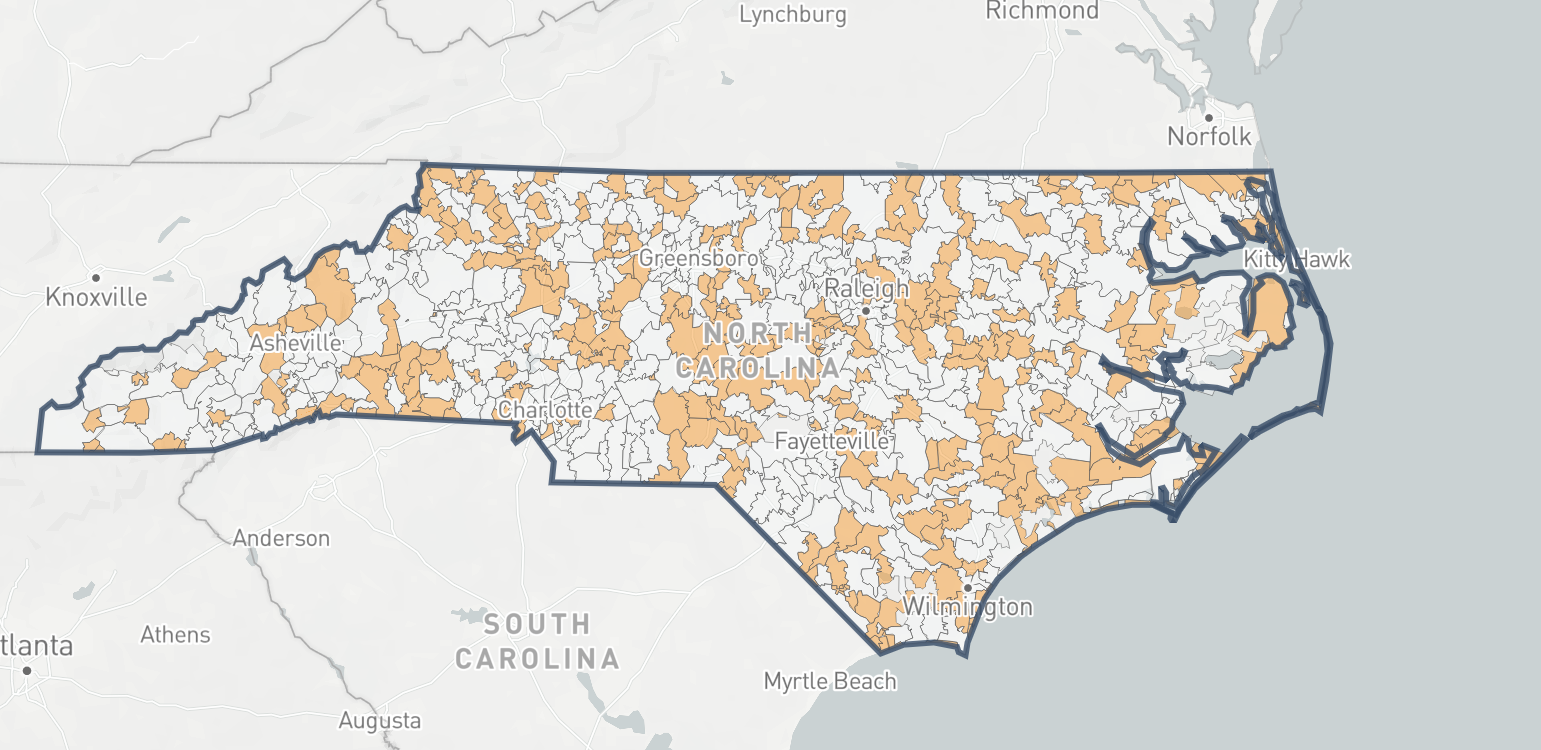 Lynchburg
Richmond
Norfolk
Knoxville
Greensboro
Kitty Hawk
Raleigh
Asheville
NORTH
CAROLINA
Charlotte
Fayetteville
Anderson
Wilmington
SOUTH
CAROLINA
Athens
tlanta
Myrtle Beach
Augusta